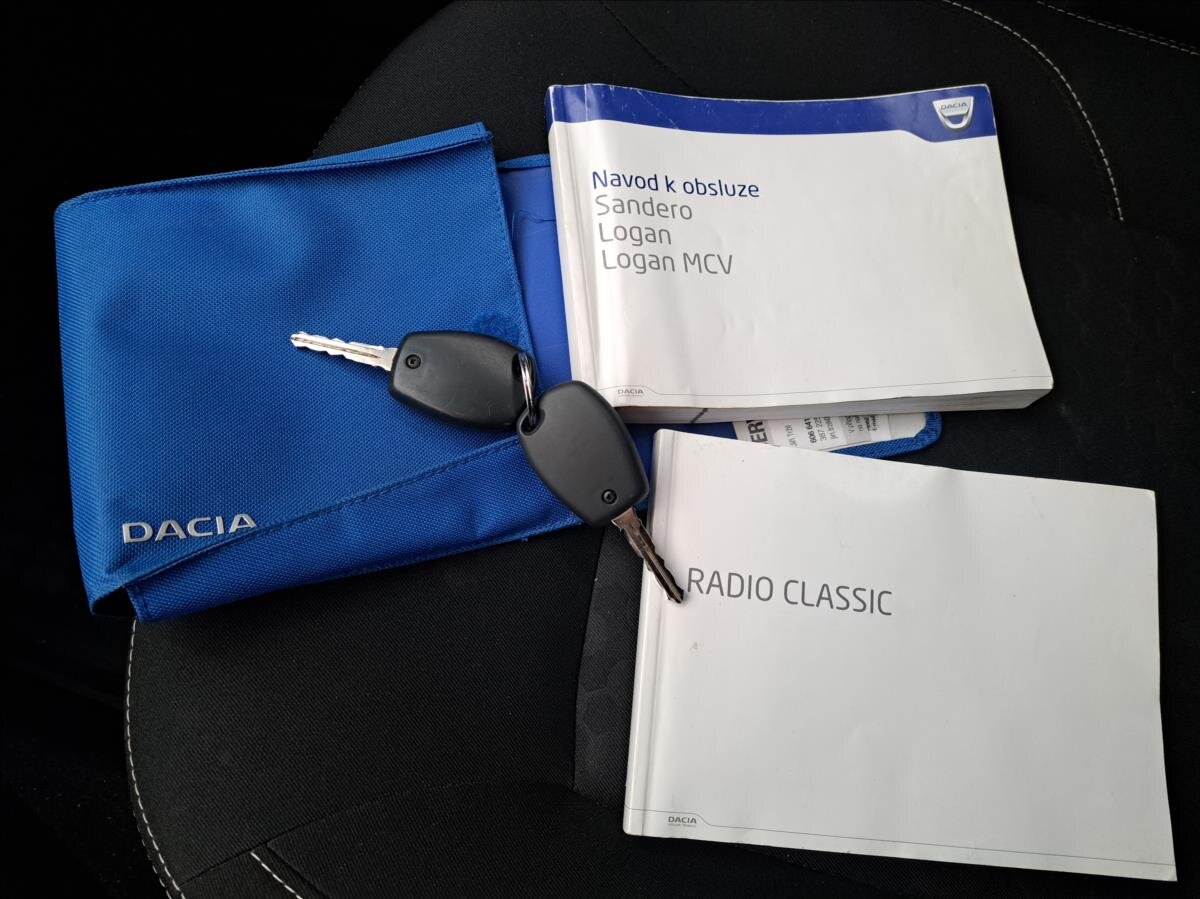 DACIA
Navod k obsluze
Sandero
Logan
Logan MCV
DACIA
DACIA
RADIO CLASSIC
DACIA